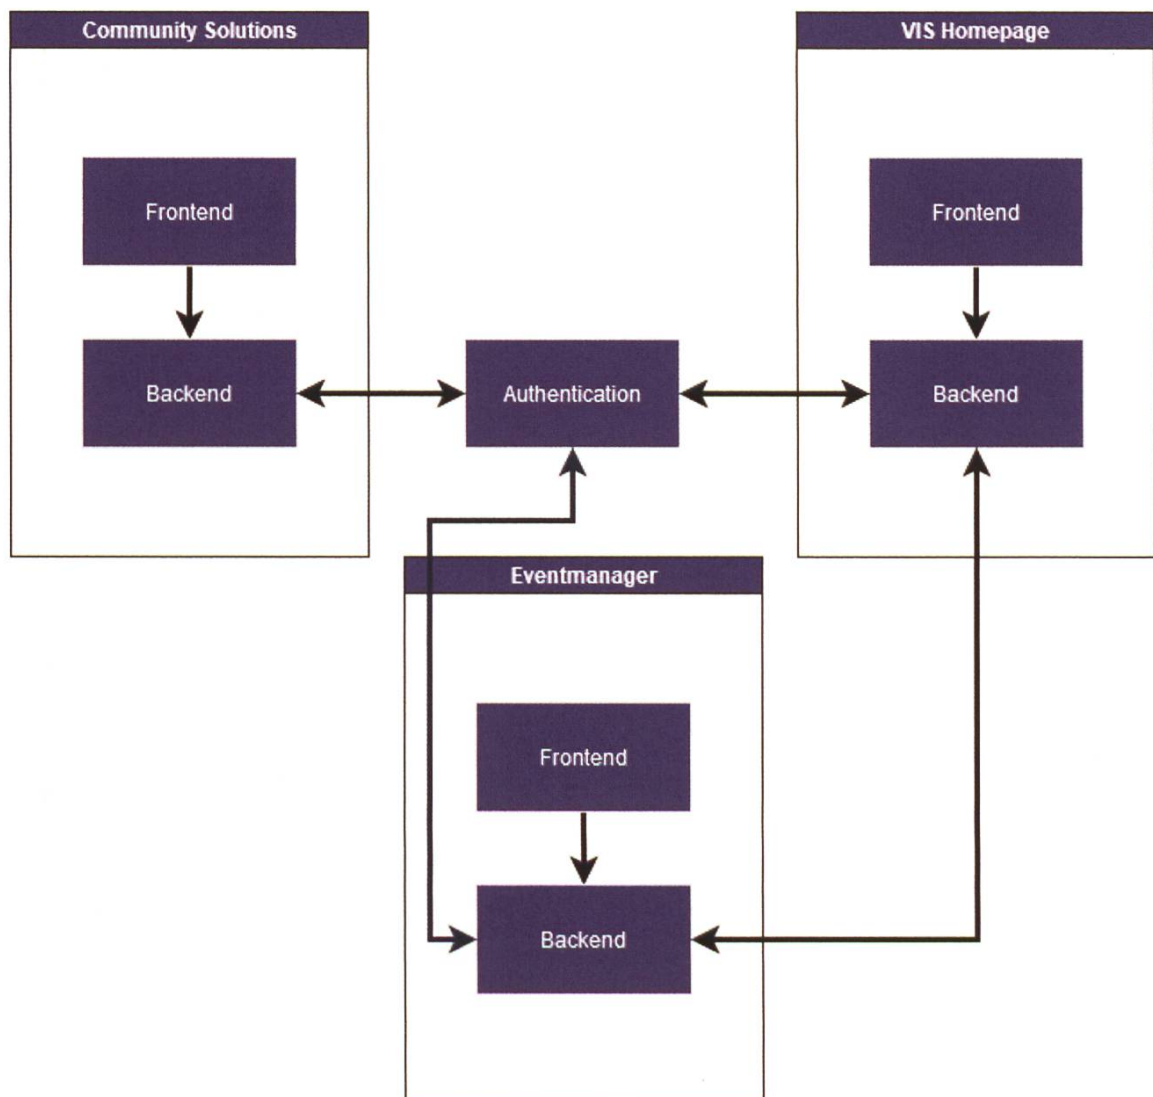 Community Solutions
VIS Homepage
Frontend
Frontend
Backend
Authentication
Backend
Eventmanager
Frontend
Backend